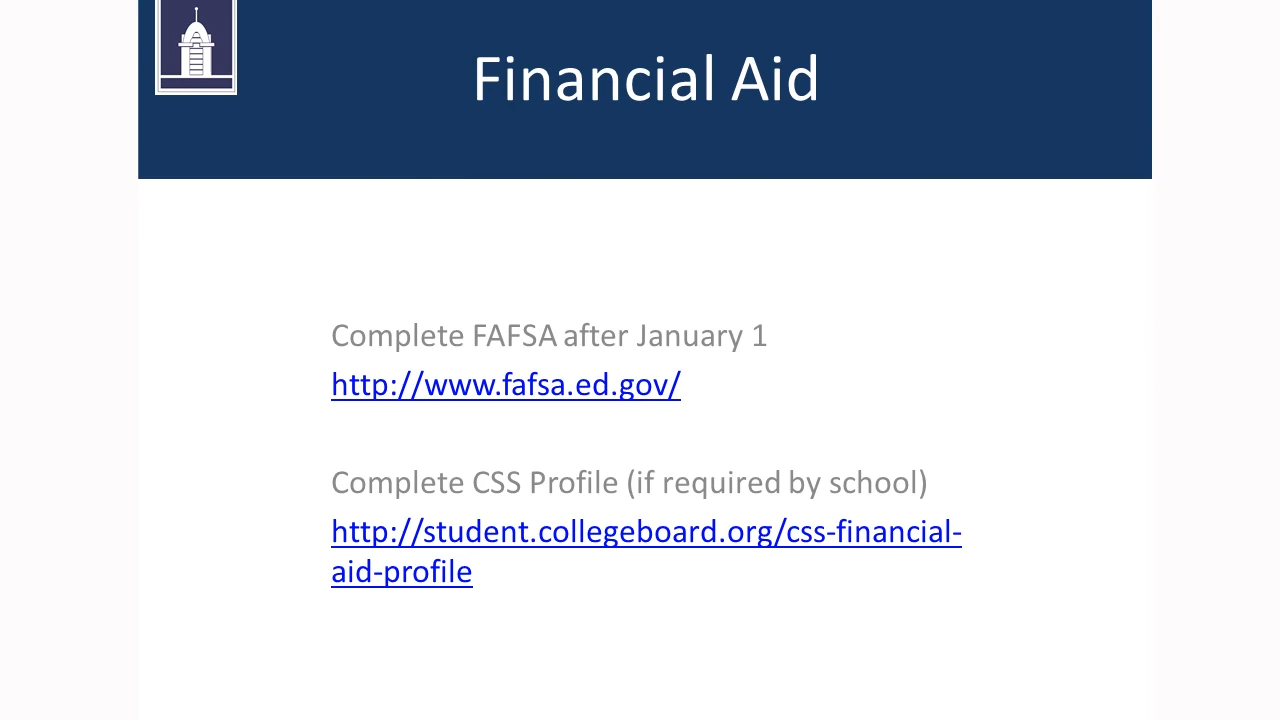 Financial Aid
Complete FAFSA after January 1
http://www.fafsa.ed.gov/
Complete CSS Profile (if required by school)
http://student.collegeboard.org/css-financial-
aid-profile